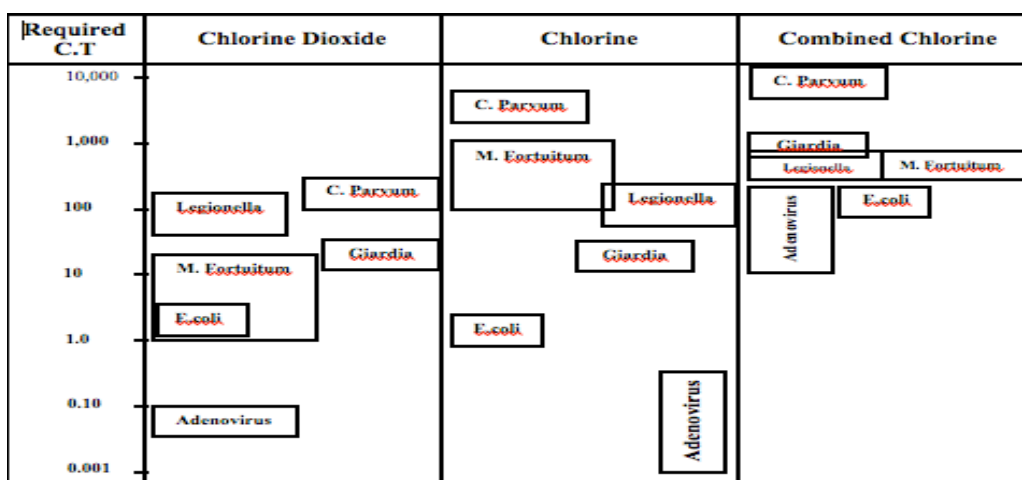 Required
C.T
Chlorine Dioxide
Chlorine
Combined Chlorine
10,000
1,000
100
10
1.0
0.10
0.001
Legionella
C. Parvum
M. Fortuitum
Giardia
E.coli
Adenovirus
C. Parvum
M. Fortuitum
Legionella
Giardia
E.coli
Adenovirus
C. Parvum
Giardia
Legionella
M. Fortuitum
Adenovirus
E.coli